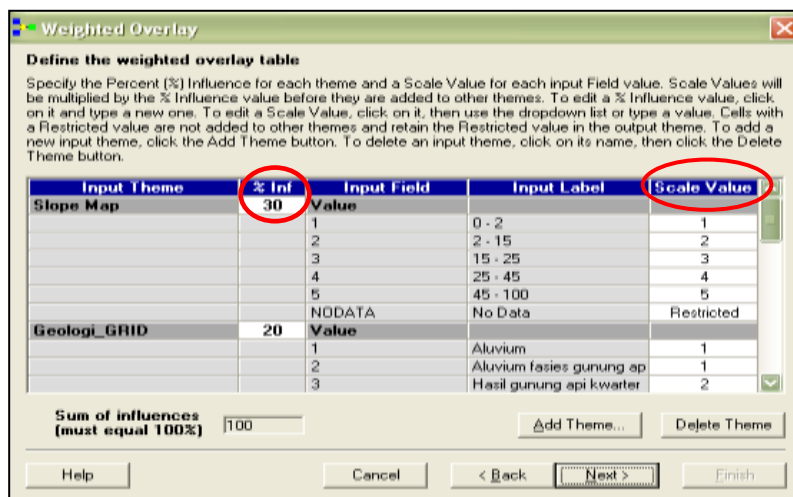 Weighted Overlay
Define the weighted overlay table
Specify the Percent (%) Influence for each theme and a Scale Value for each input Field value. Scale Values will
be multiplied by the % Influence value before they are added to other themes. To edit a % Influence value, click
on it and type a new one. To edit a Scale Value, click on it, then use the dropdown list or type a value. Cells with
a Restricted value are not added to other themes and retain the Restricted value in the output theme. To add a
new input theme, click the Add Theme button. To delete an input theme, click on its name, then click the Delete
Theme button.
Input Theme % Inf Input Field Input Label Scale Value
Slope Map 30 Value
1 0 - 2 1
2 2 - 15 2
3 15 - 25 3
4 25 - 45 4
5 45 - 100 5
NODATA No Data Restricted
Geologi_GRID 20 Value
1 Aluvium 1
2 Aluvium fasies gunung ap 1
3 Hasil gunung api kwarter 2
Sum of influences
(must equal 100%) 100 Add Theme... Delete Theme
Help Cancel < Back Next > Finish